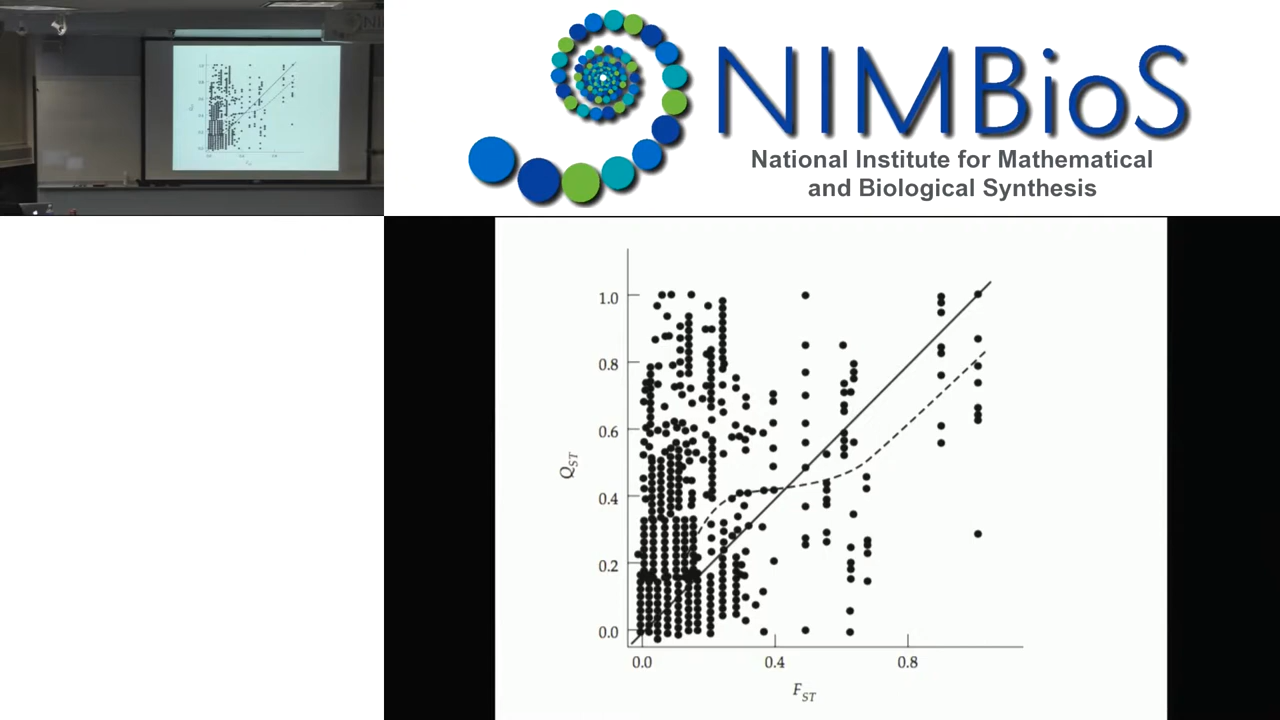 NIMBioS
National Institute for Mathematical
and Biological Synthesis
1.0
0.8
0.6
0.4
0.2
0.0
Q_ST
0.0 0.4 0.8
F_ST